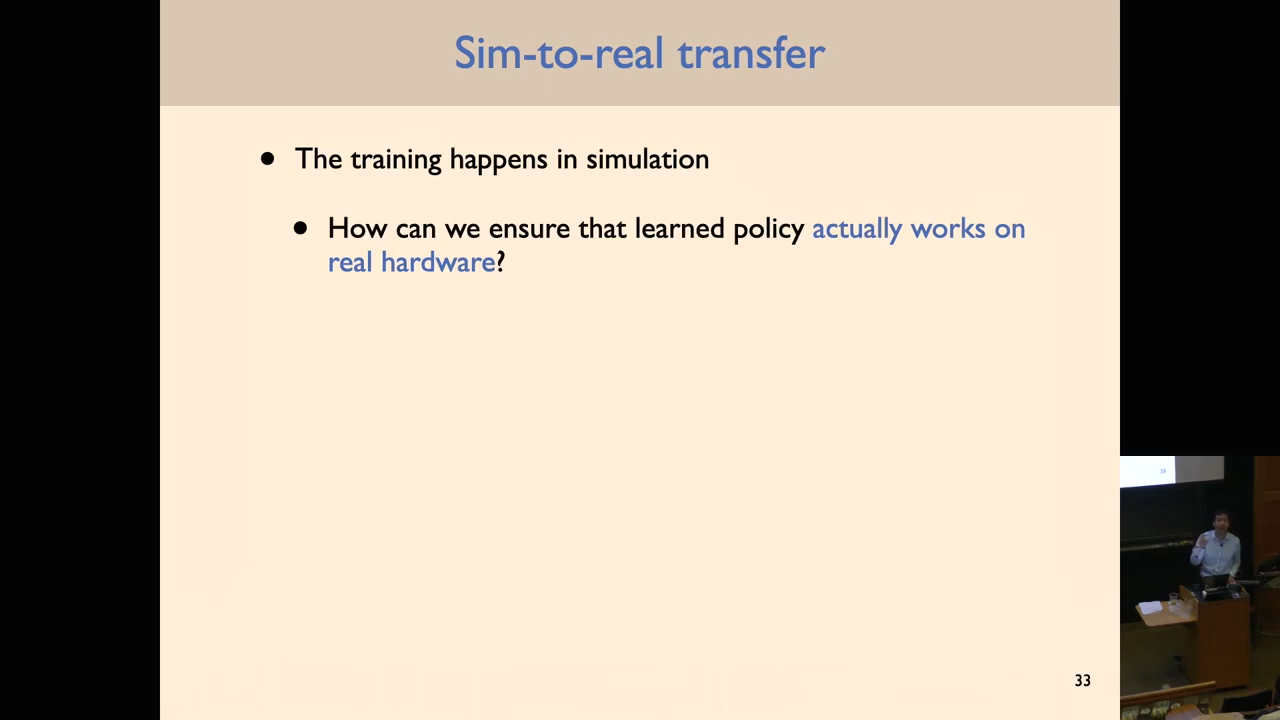 Sim-to-real transfer
● The training happens in simulation
● How can we ensure that learned policy actually works on
real hardware?
33
33